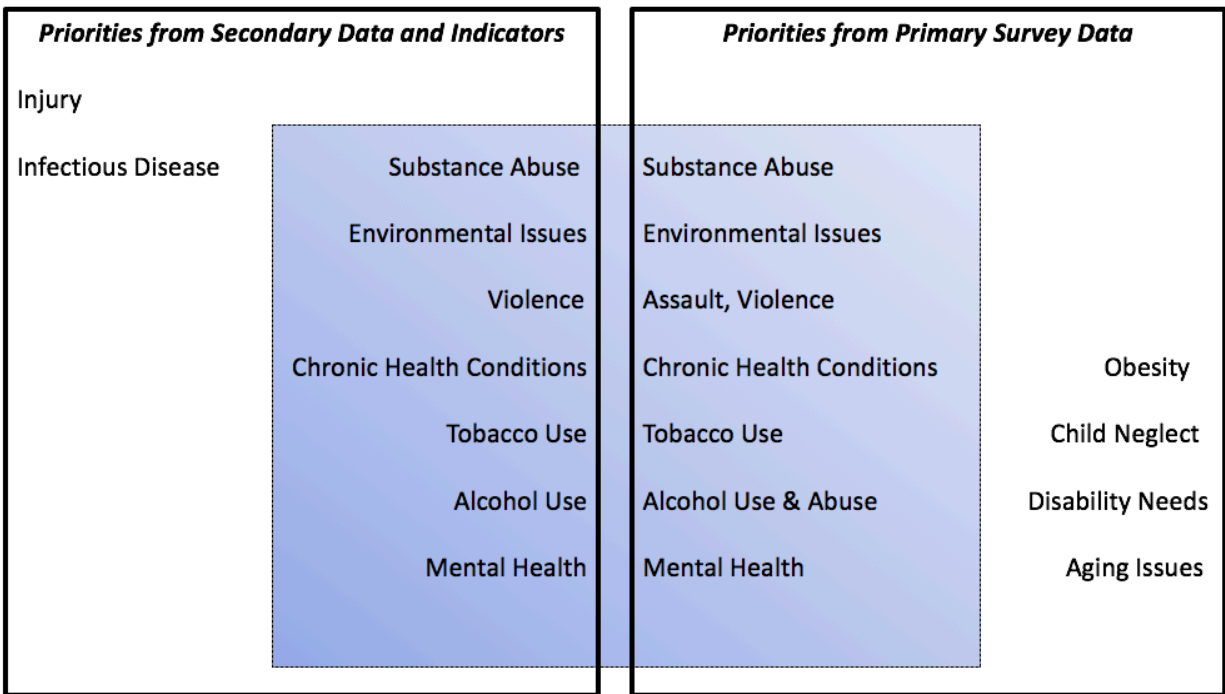 Priorities from Secondary Data and Indicators
Injury
Infectious Disease
Substance Abuse
Environmental Issues
Violence
Chronic Health Conditions
Tobacco Use
Alcohol Use
Mental Health
Priorities from Primary Survey Data
Substance Abuse
Environmental Issues
Assault, Violence
Chronic Health Conditions
Tobacco Use
Alcohol Use & Abuse
Mental Health
Obesity
Child Neglect
Disability Needs
Aging Issues